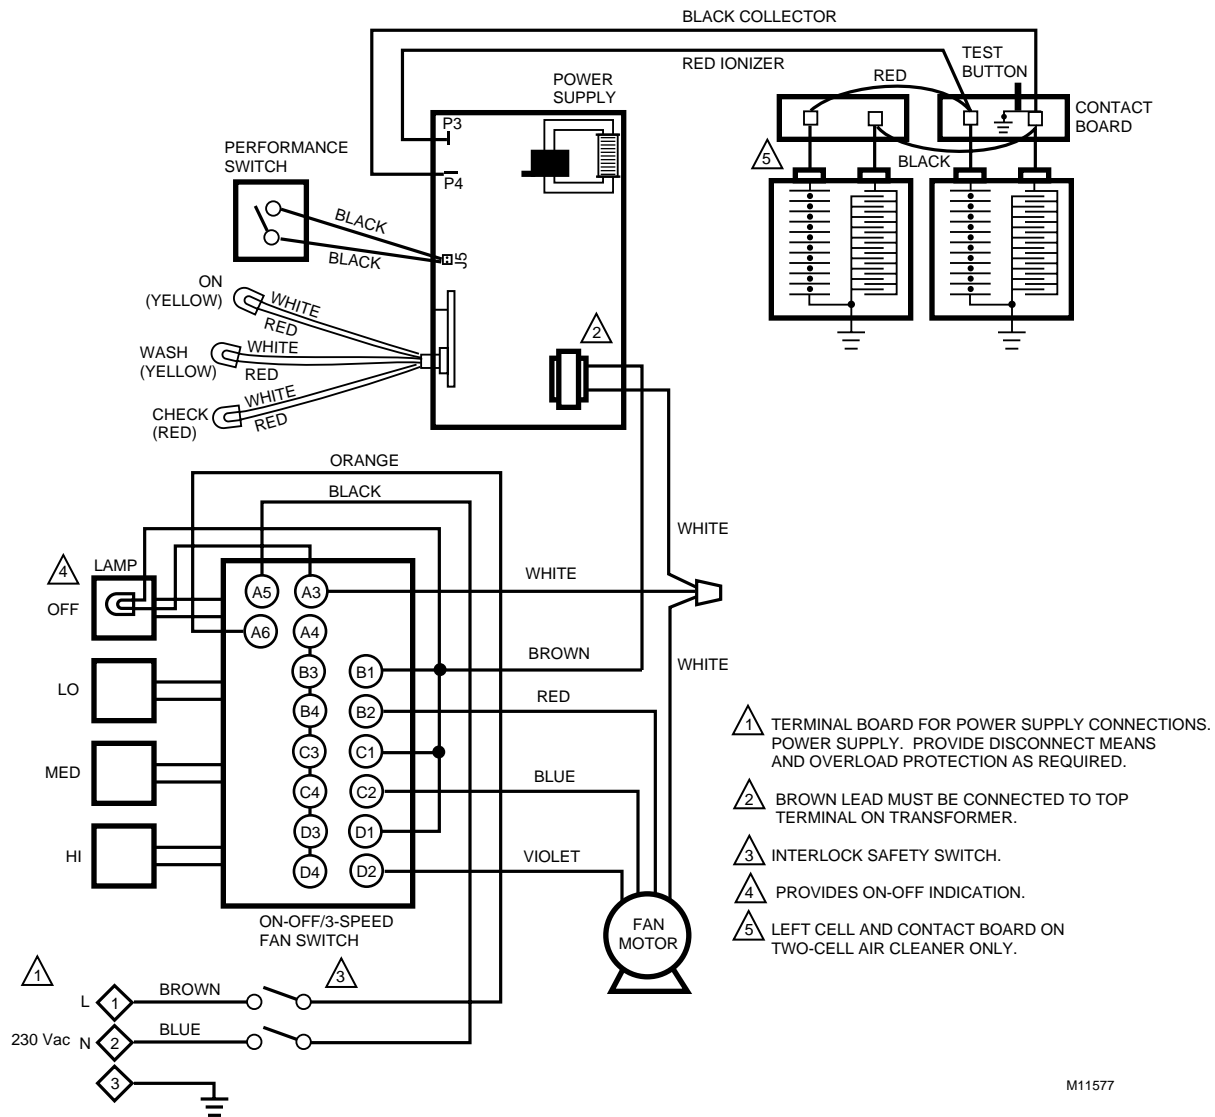 BLACK COLLECTOR
RED IONIZER
TEST
BUTTON
RED
POWER
SUPPLY
CONTACT
BOARD
P3
PERFORMANCE
SWITCH
5
BLACK
P4
BLACK
BLACK
J5
ON
(YELLOW)
WHITE
RED
2
WASH
(YELLOW)
WHITE
RED
CHECK
(RED)
WHITE
RED
ORANGE
BLACK
WHITE
4
LAMP
OFF
A5
A3
WHITE
A6
A4
BROWN
WHITE
LO
B3
B1
RED
B4
B2
MED
C3
C1
BLUE
C4
C2
HI
D3
D1
VIOLET
D4
D2
ON-OFF/3-SPEED
FAN SWITCH
FAN
MOTOR
1 TERMINAL BOARD FOR POWER SUPPLY CONNECTIONS.
POWER SUPPLY. PROVIDE DISCONNECT MEANS
AND OVERLOAD PROTECTION AS REQUIRED.
2 BROWN LEAD MUST BE CONNECTED TO TOP
TERMINAL ON TRANSFORMER.
3 INTERLOCK SAFETY SWITCH.
4 PROVIDES ON-OFF INDICATION.
5 LEFT CELL AND CONTACT BOARD ON
TWO-CELL AIR CLEANER ONLY.
1
3
L 1 BROWN
230 Vac N 2 BLUE
3
M11577